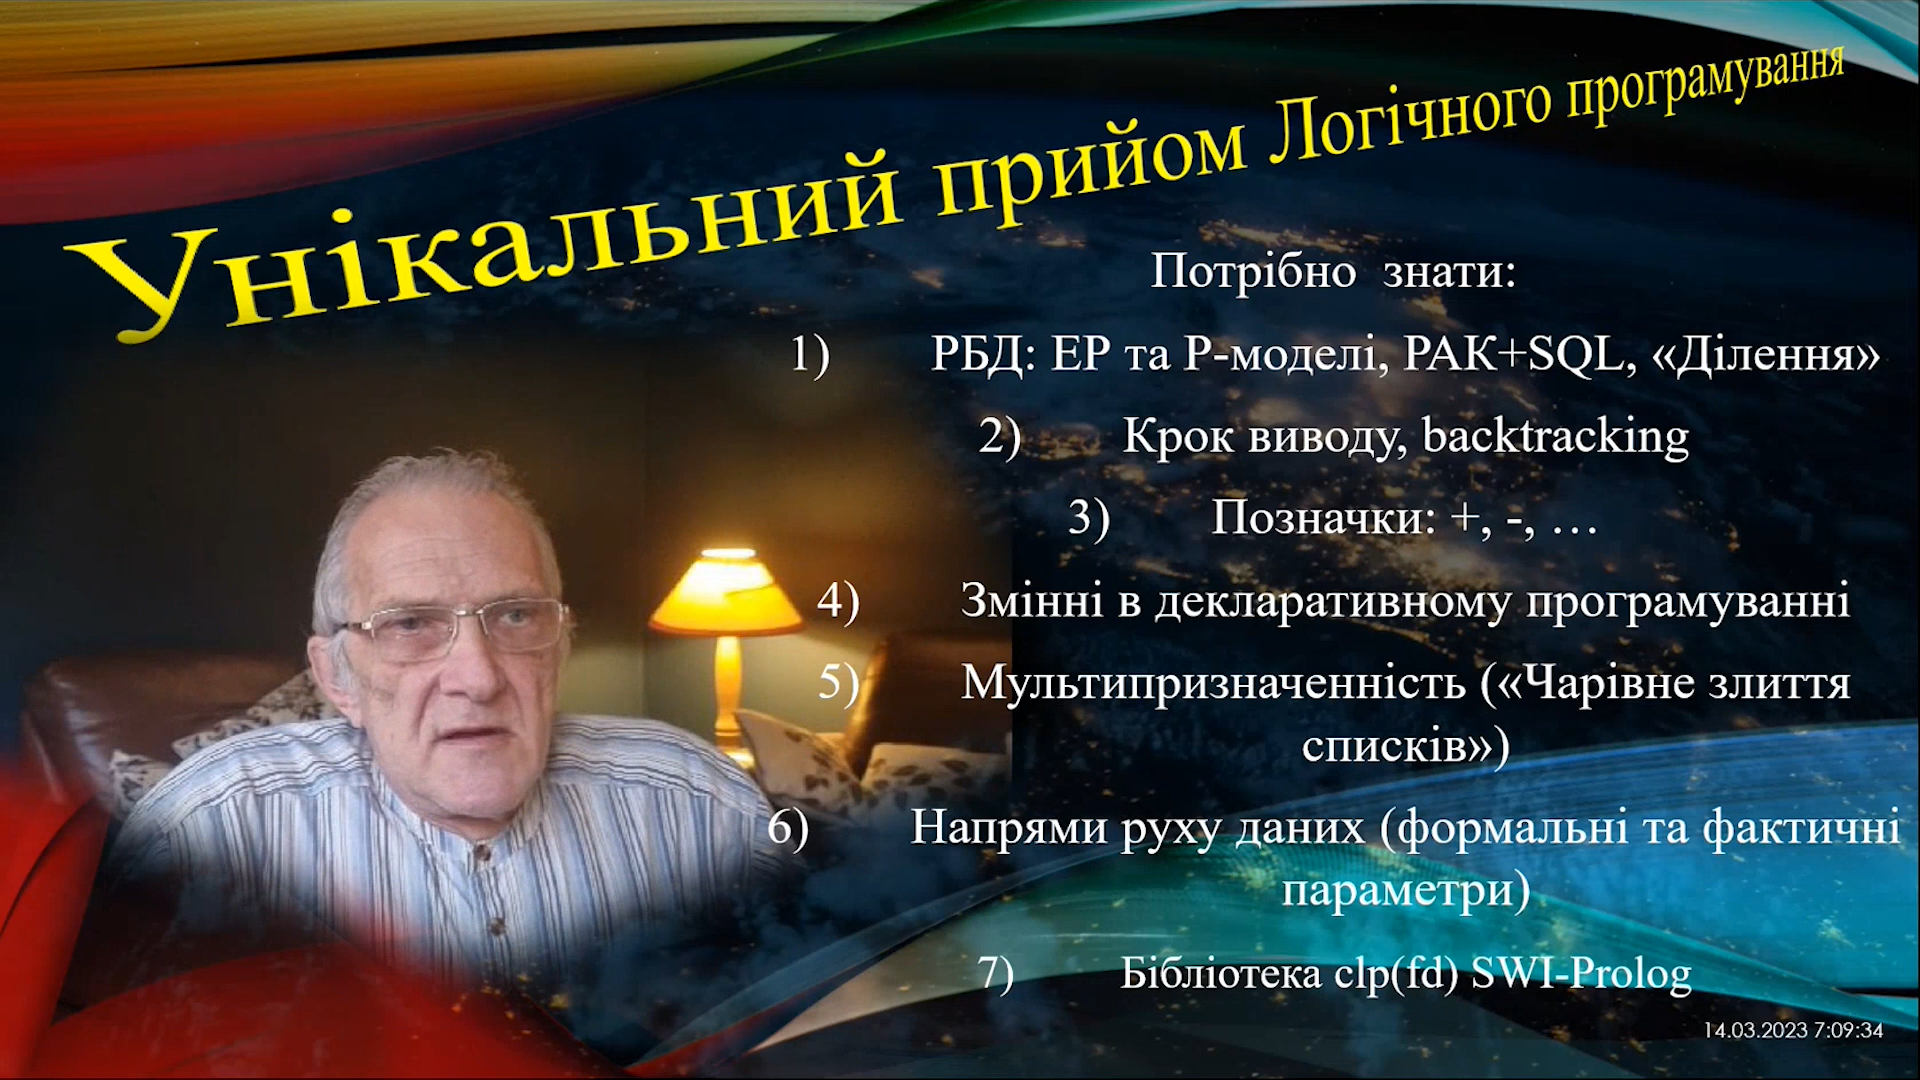 Унікальний прийом Логічного програмування
Потрібно знати:
1) РБД: ЕР та Р-моделі, РАК+SQL, «Ділення»
2) Крок виводу, backtracking
3) Позначки: +, -, …
4) Змінні в декларативному програмуванні
5) Мультипризначенність («Чарівне злиття
списків»)
6) Напрями руху даних (формальні та фактичні
параметри)
7) Бібліотека clp(fd) SWI-Prolog
14.03.2023 7:09:34